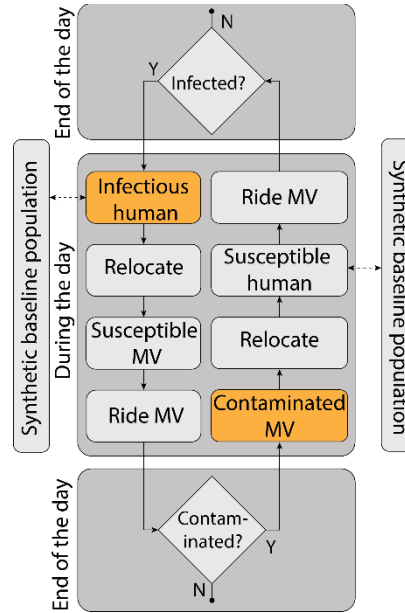 End of the day
N
Y
Infected?
Synthetic baseline population
During the day
Infectious
human
Relocate
Susceptible
MV
Ride MV
Ride MV
Susceptible
human
Relocate
Contaminated
MV
Synthetic baseline population
End of the day
Contam-
inated?
Y
N